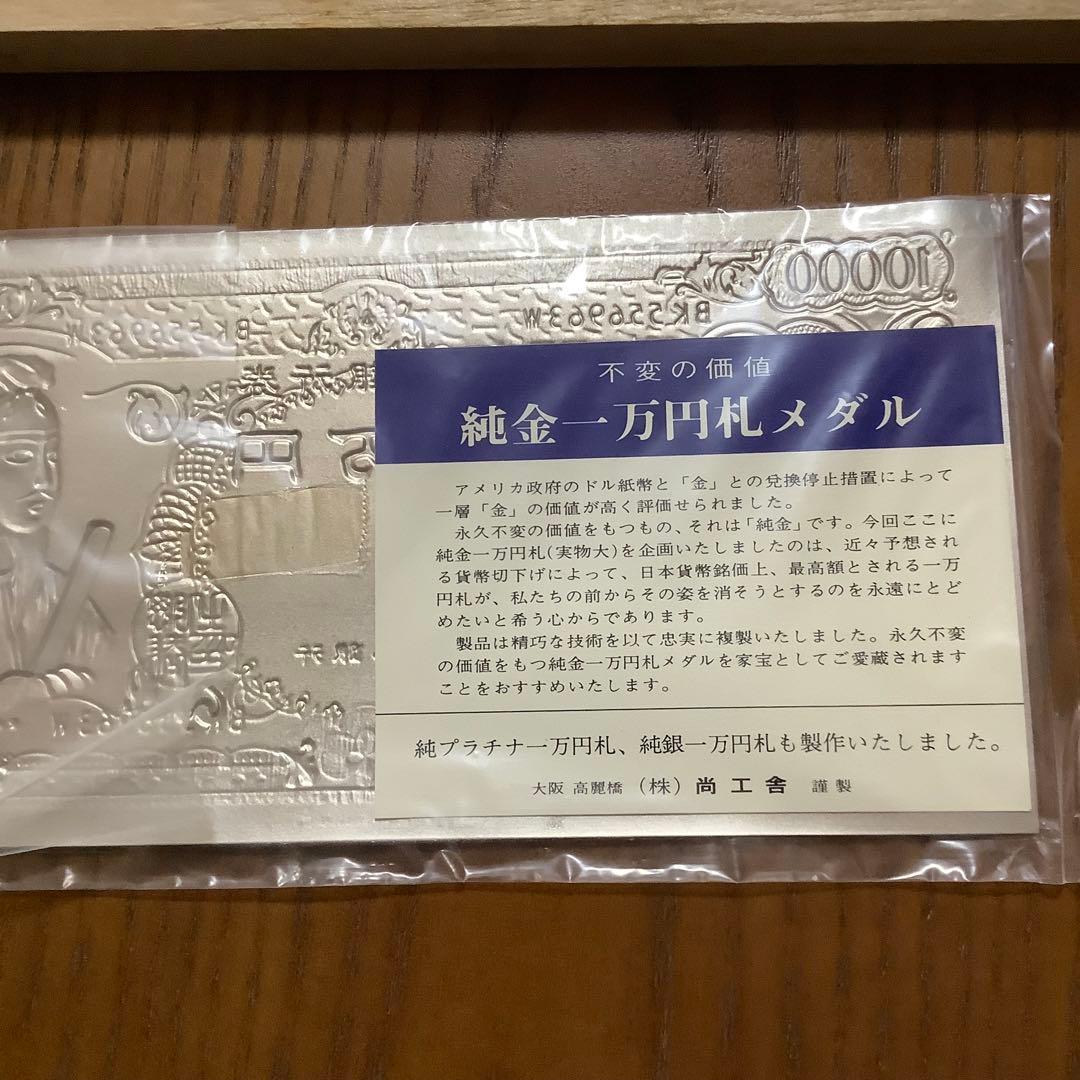 10000
BK556963W
BK556963W
不変の価値
純金一万円札メダル
アメリカ政府のドル紙幣と「金」との兌換停止措置によって
一層「金」の価値が高く評価せられました。
永久不変の価値をもつもの、それは「純金」です。今回ここに
純金一万円札(実物大)を企画いたしましたのは、近々予想され
る貨幣切下げによって、日本貨幣銘価上、最高額とされる一万
円札が、私たちの前からその姿を消そうとするのを永遠にとど
めたいと希う心からであります。
製品は精巧な技術を以て忠実に複製いたしました。永久不変
の価値をもつ純金一万円札メダルを家宝としてご愛蔵されます
ことをおすすめいたします。
純プラチナ一万円札、純銀一万円札も製作いたしました。
大阪 高麗橋 (株) 尚工舎 謹製